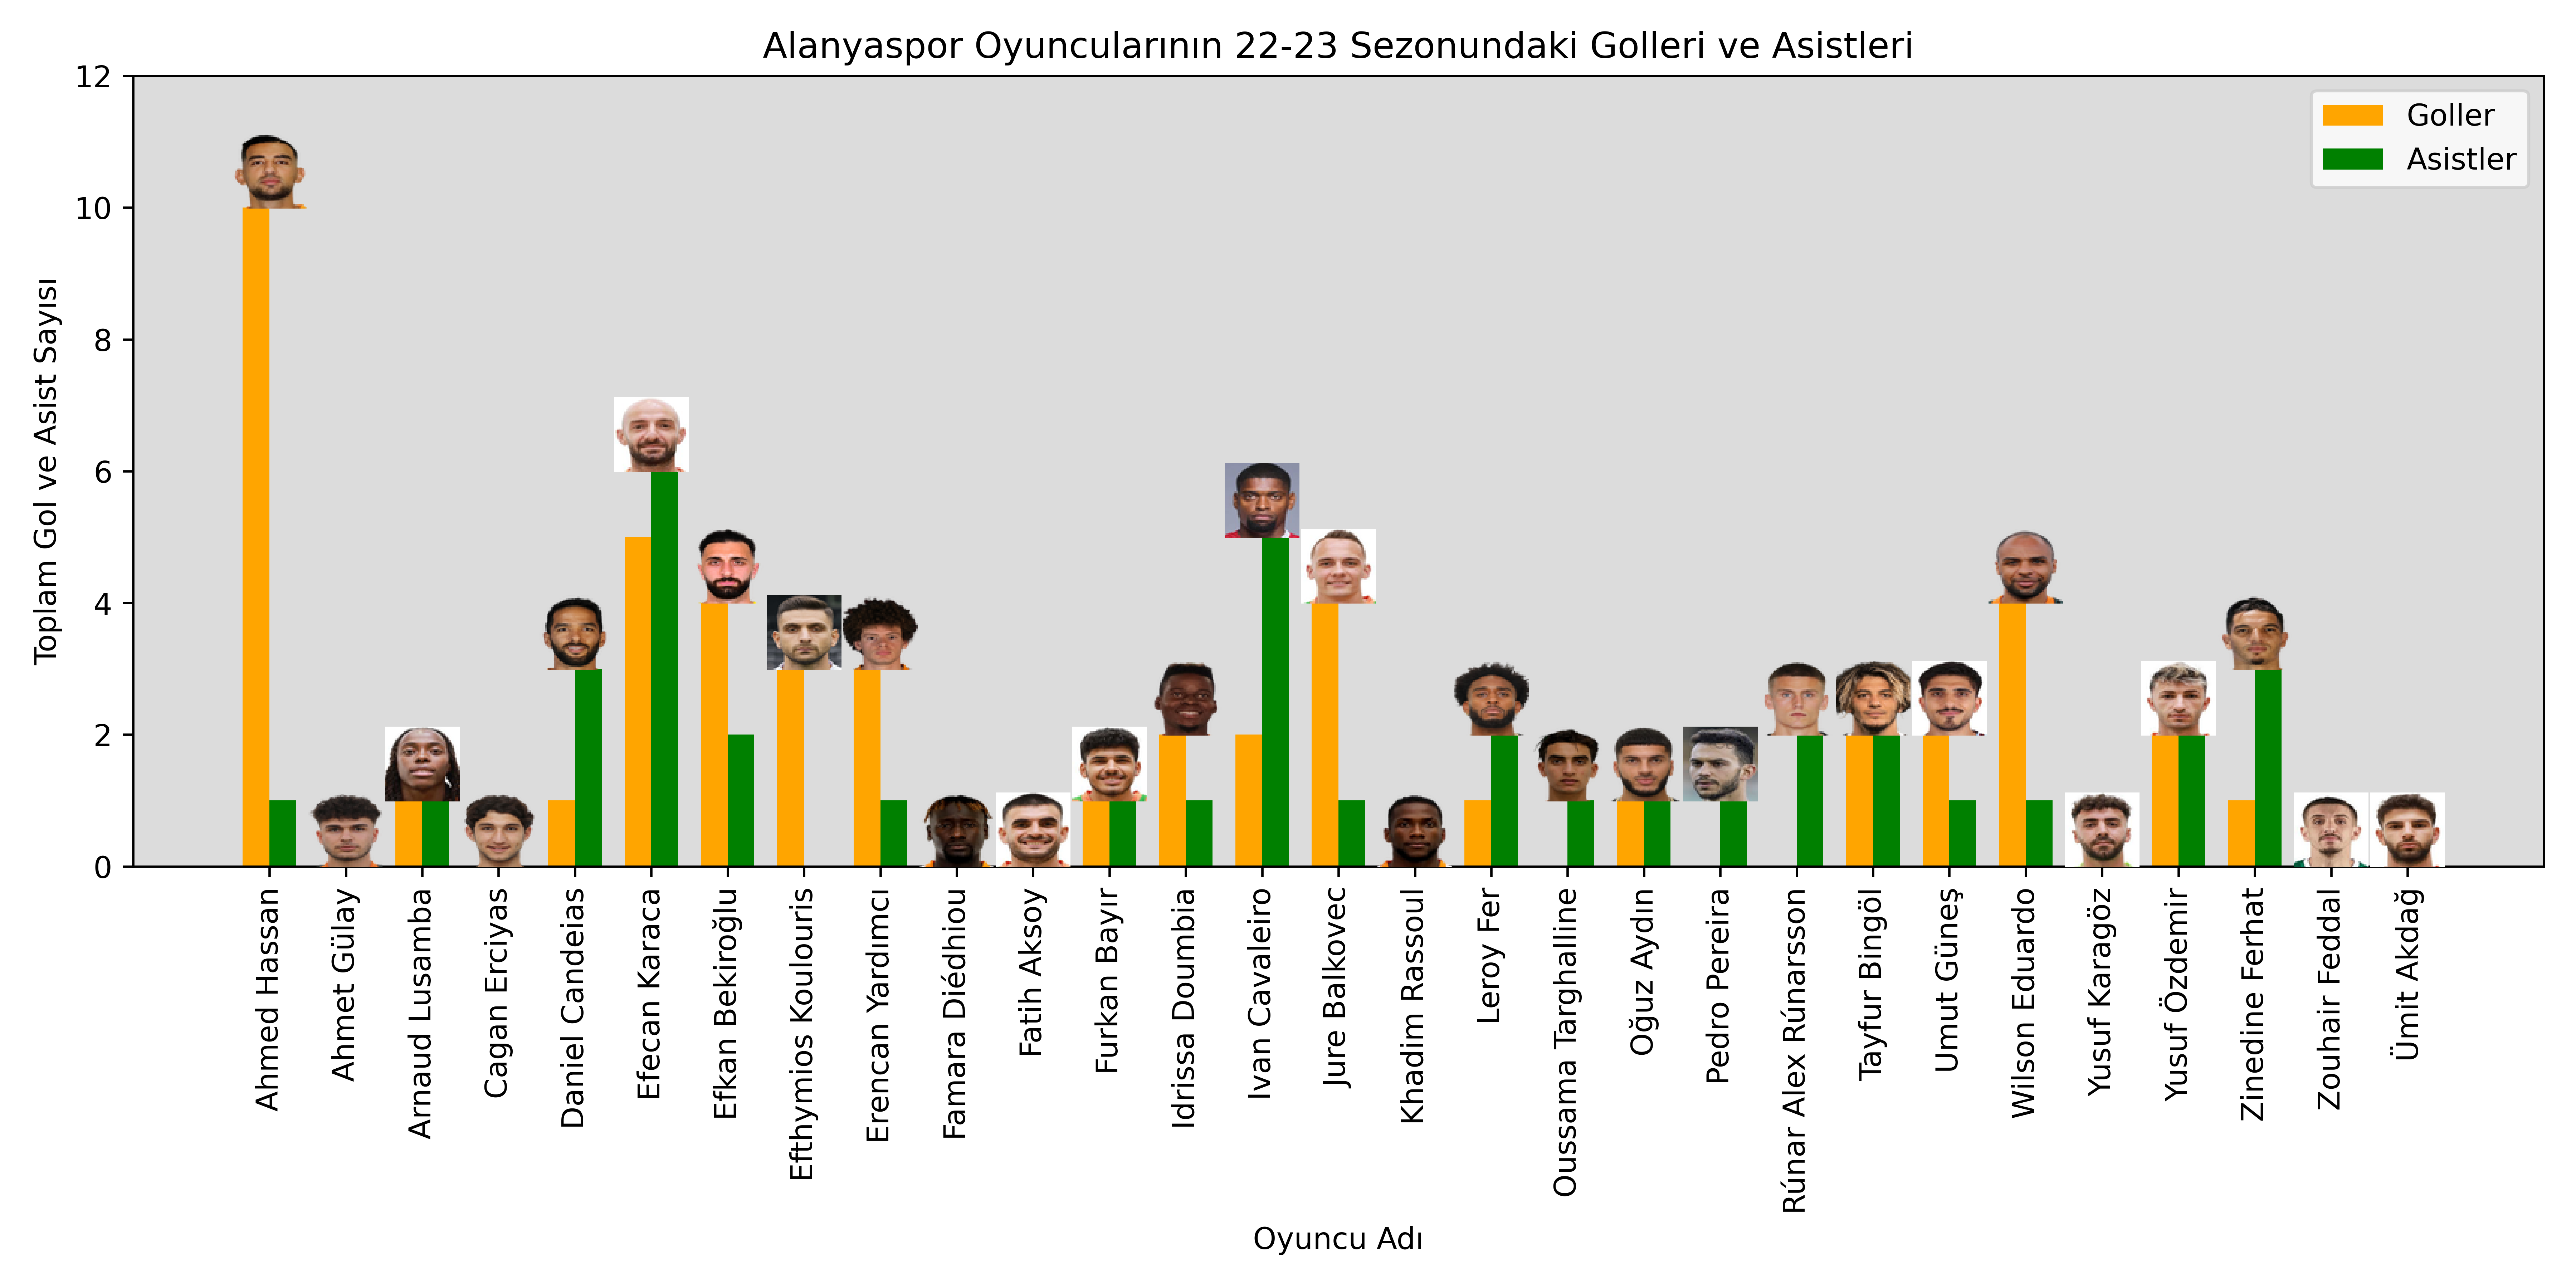 Alanyaspor Oyuncularının 22-23 Sezonundaki Golleri ve Asistleri
Goller
Asistler
Toplam Gol ve Asist Sayısı
12
10
8
6
4
2
0
Ahmed Hassan
Ahmet Gülay
Arnaud Lusamba
Cagan Erciyas
Daniel Candeias
Efecan Karaca
Efkan Bekiroğlu
Efthymios Koulouris
Erencan Yardımcı
Famara Diédhiou
Fatih Aksoy
Furkan Bayır
Idrissa Doumbia
Ivan Cavaleiro
Jure Balkovec
Khadim Rassoul
Leroy Fer
Oussama Targhalline
Oğuz Aydın
Pedro Pereira
Rúnar Alex Rúnarsson
Tayfur Bingöl
Umut Güneş
Wilson Eduardo
Yusuf Karagöz
Yusuf Özdemir
Zinedine Ferhat
Zouhair Feddal
Ümit Akdağ
Oyuncu Adı